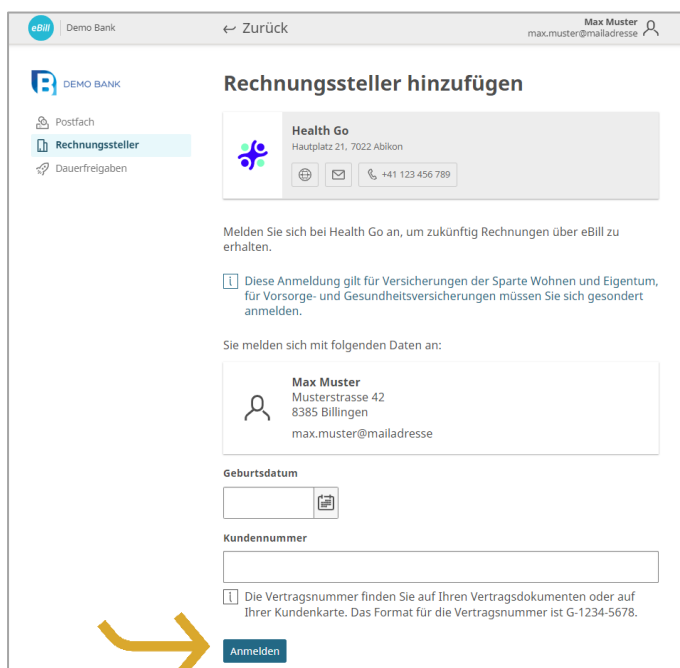 eBill
Demo Bank
Zurück
Max Muster
max.muster@mailadresse
DEMO BANK
Postfach
Rechnungssteller
Dauerfreigaben
Rechnungssteller hinzufügen
Health Go
Hautplatz 21, 7022 Abikon
+41 123 456 789
Melden Sie sich bei Health Go an, um zukünftig Rechnungen über eBill zu
erhalten.
Diese Anmeldung gilt für Versicherungen der Sparte Wohnen und Eigentum,
für Vorsorge- und Gesundheitsversicherungen müssen Sie sich gesondert
anmelden.
Sie melden sich mit folgenden Daten an:
Max Muster
Musterstrasse 42
8385 Billingen
max.muster@mailadresse
Geburtsdatum
Kundennummer
Die Vertragsnummer finden Sie auf Ihren Vertragsdokumenten oder auf
Ihrer Kundenkarte. Das Format für die Vertragsnummer ist G-1234-5678.
Anmelden